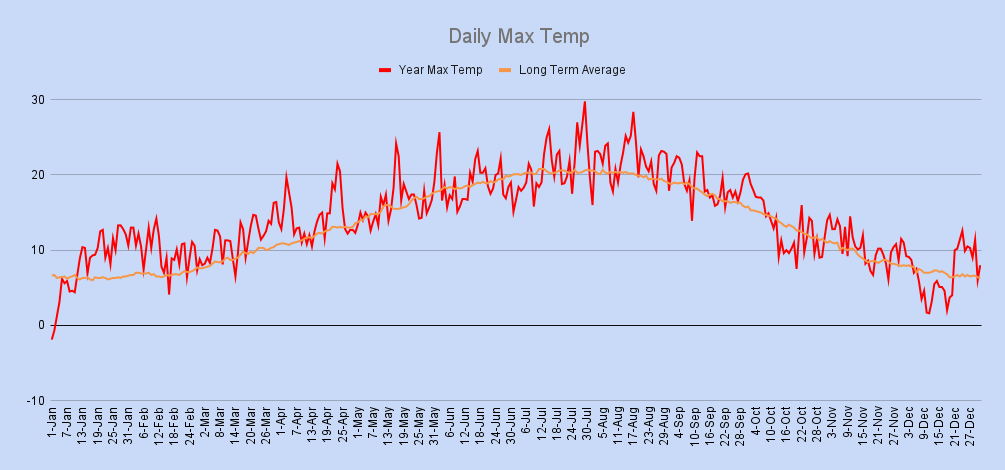 Daily Max Temp
Year Max Temp Long Term Average
30
20
10
0
-10
1-Jan 7-Jan 13-Jan 19-Jan 25-Jan 31-Jan 6-Feb 12-Feb 18-Feb 24-Feb 2-Mar 8-Mar 14-Mar 20-Mar 26-Mar 1-Apr 7-Apr 13-Apr 19-Apr 25-Apr 1-May 7-May 13-May 19-May 25-May 31-May 6-Jun 12-Jun 18-Jun 24-Jun 30-Jun 6-Jul 12-Jul 18-Jul 24-Jul 30-Jul 5-Aug 11-Aug 17-Aug 23-Aug 29-Aug 4-Sep 10-Sep 16-Sep 22-Sep 28-Sep 4-Oct 10-Oct 16-Oct 22-Oct 28-Oct 3-Nov 9-Nov 15-Nov 21-Nov 27-Nov 3-Dec 9-Dec 15-Dec 21-Dec 27-Dec